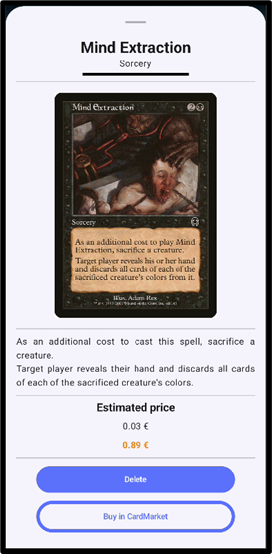 Mind Extraction
Sorcery
Mind Extraction
2
Sorcery
As an additional cost to play Mind
Extraction, sacrifice a creature.
Target player reveals his or her hand
and discards all cards of each of the
sacrificed creature's colors from it.
Illus. Adam Rex
As an additional cost to cast this spell, sacrifice a
creature.
Target player reveals their hand and discards all cards
of each of the sacrificed creature's colors.
Estimated price
0.03 €
0.89 €
Delete
Buy in CardMarket